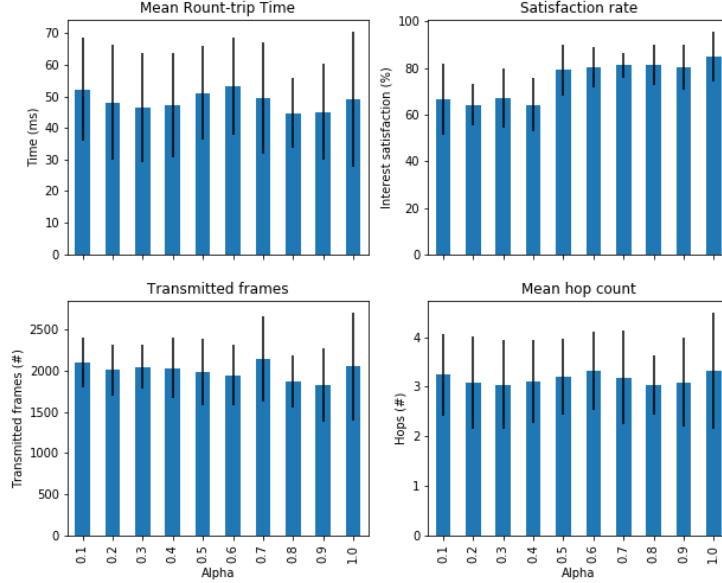 Mean Rount-trip Time
Time (ms)
70
60
50
40
30
20
10
0
Satisfaction rate
Interest satisfaction (%)
100
80
60
40
20
0
Transmitted frames
Transmitted frames (#)
2500
2000
1500
1000
500
0
0.1 0.2 0.3 0.4 0.5 0.6 0.7 0.8 0.9 1.0
Alpha
Mean hop count
Hops (#)
4
3
2
1
0
0.1 0.2 0.3 0.4 0.5 0.6 0.7 0.8 0.9 1.0
Alpha